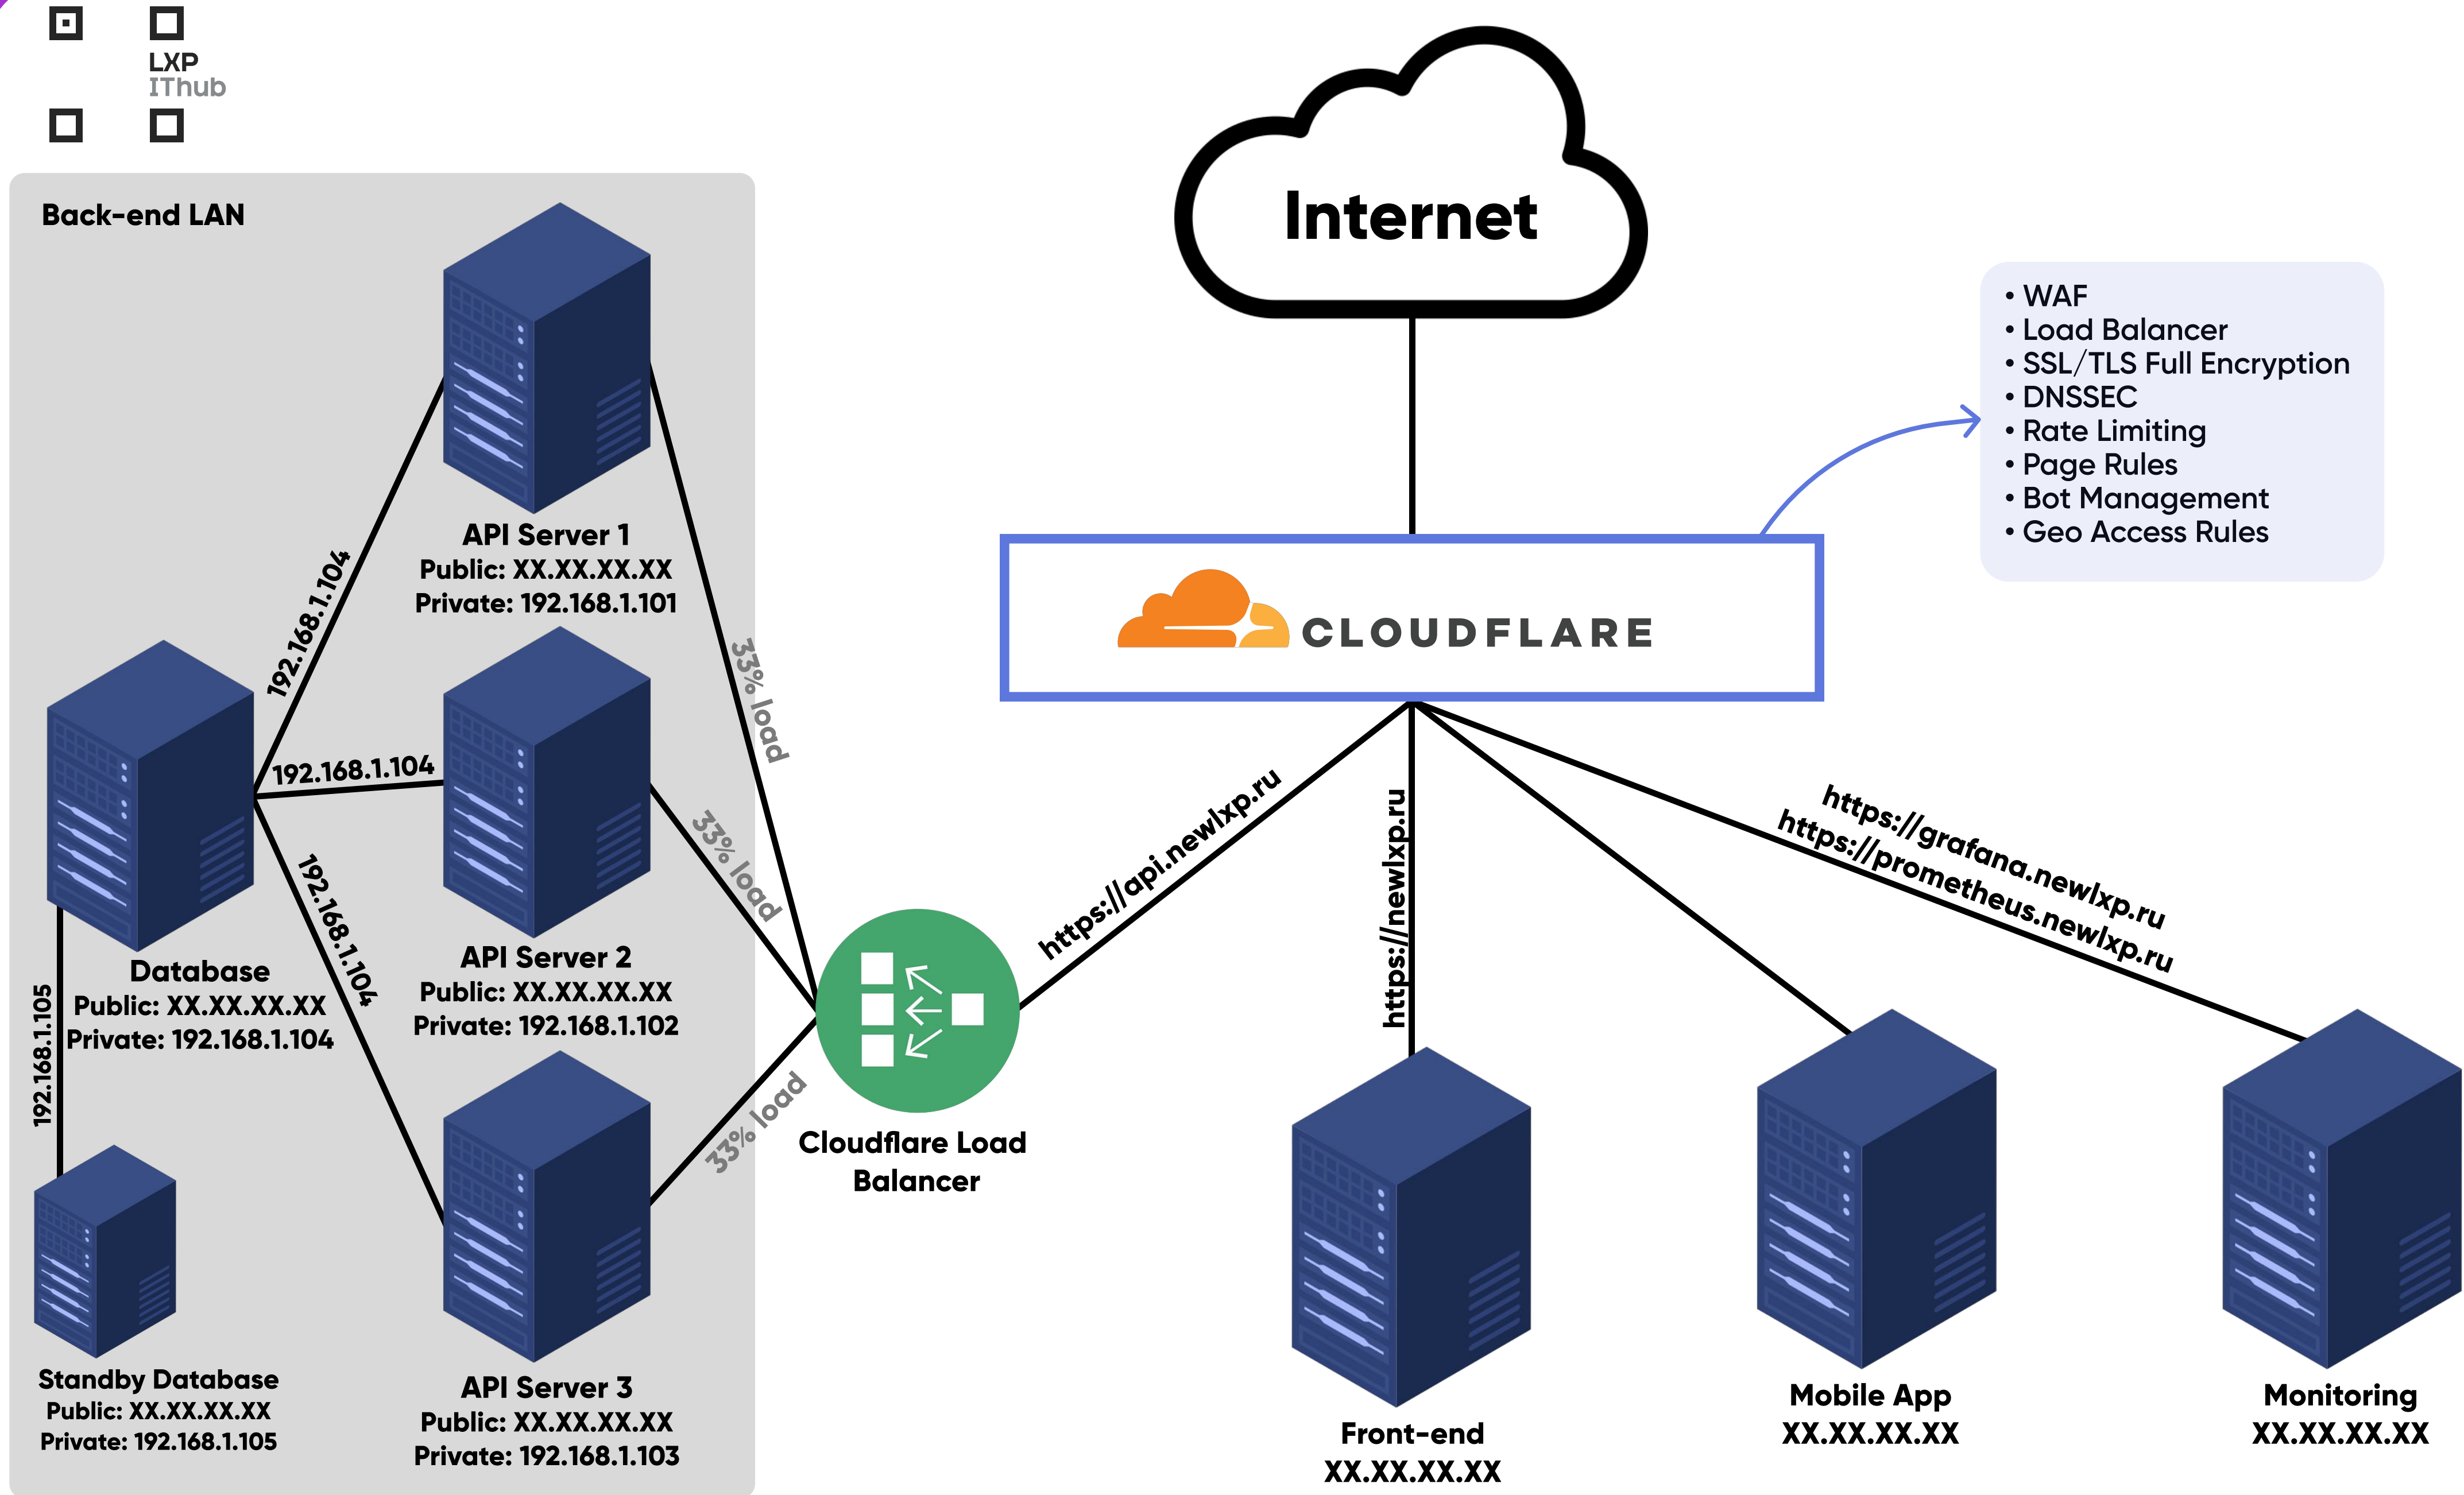 LXP
IThub
Back-end LAN
Internet
• WAF
• Load Balancer
• SSL/TLS Full Encryption
• DNSSEC
• Rate Limiting
• Page Rules
• Bot Management
• Geo Access Rules
CLOUDFLARE
API Server 1
Public: XX.XX.XX.XX
Private: 192.168.1.101
192.168.1.104
192.168.1.104
192.168.1.104
33% load
33% load
33% load
API Server 2
Public: XX.XX.XX.XX
Private: 192.168.1.102
Database
Public: XX.XX.XX.XX
Private: 192.168.1.104
192.168.1.105
Standby Database
Public: XX.XX.XX.XX
Private: 192.168.1.105
API Server 3
Public: XX.XX.XX.XX
Private: 192.168.1.103
Cloudflare Load
Balancer
https://api.newlxp.ru
https://newlxp.ru
https://grafana.newlxp.ru
https://prometheus.newlxp.ru
Front-end
XX.XX.XX.XX
Mobile App
XX.XX.XX.XX
Monitoring
XX.XX.XX.XX